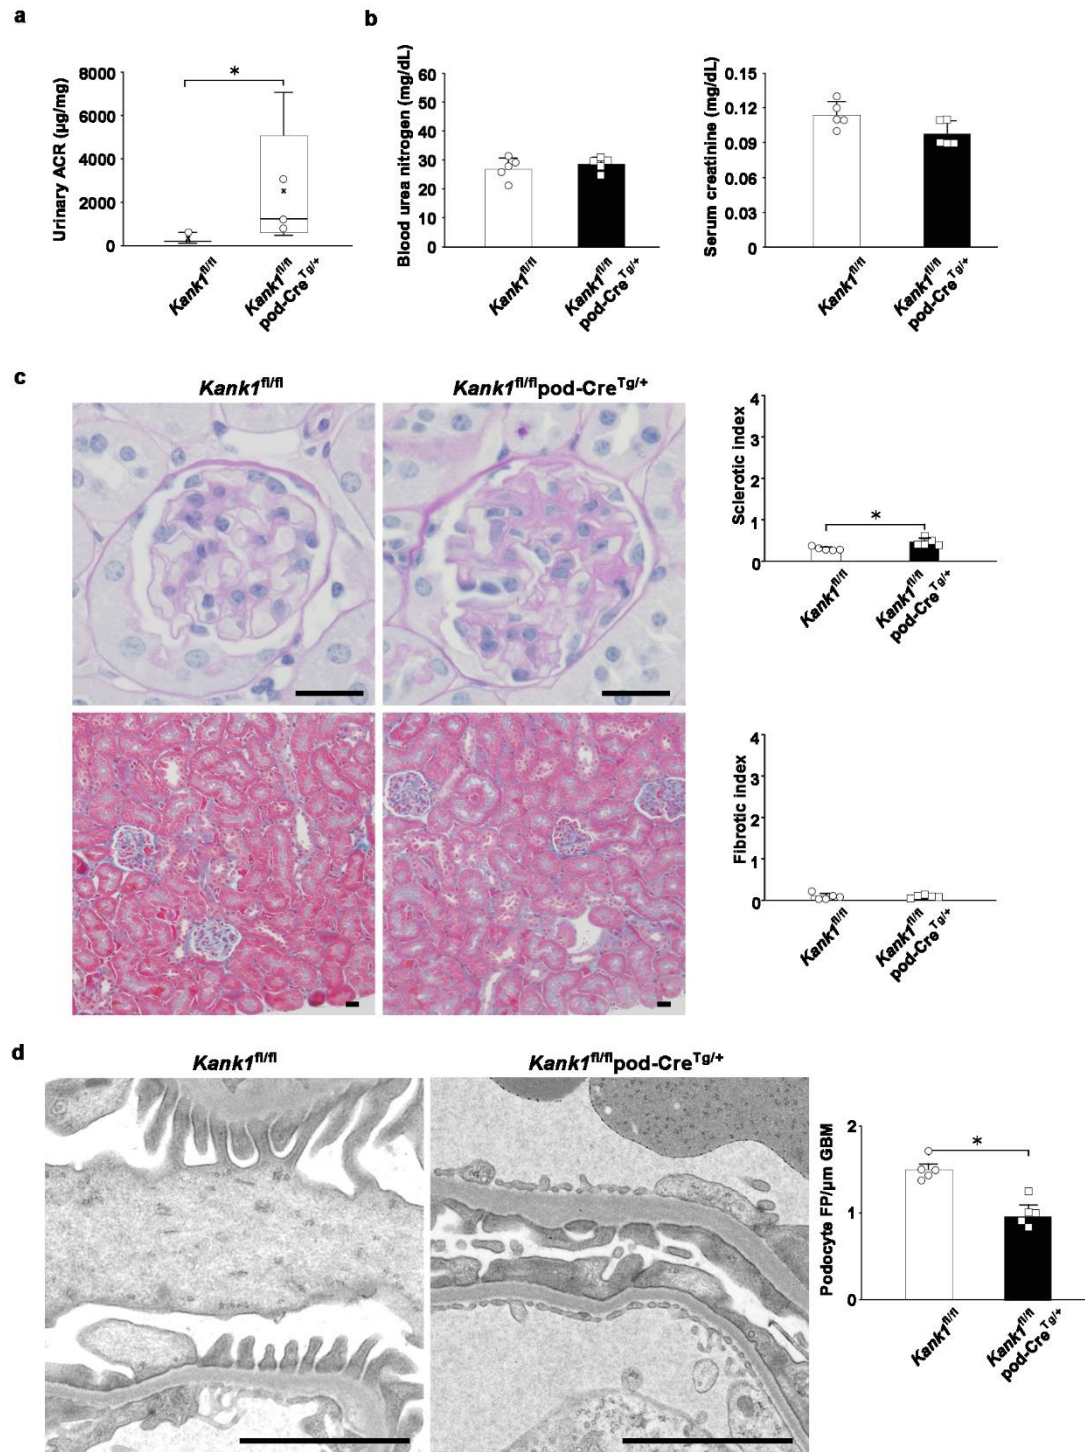 a
b
Urinary ACR (μg/mg)
8000
6000
4000
2000
0
*
Kank1fl/fl
Kank1fl/fl
pod-CreTg/+
Blood urea nitrogen (mg/dL)
60
50
40
30
20
10
0
Kank1fl/fl
Kank1fl/fl
pod-CreTg/+
Serum creatinine (mg/dL)
0.15
0.12
0.09
0.06
0.03
0
Kank1fl/fl
Kank1fl/fl
pod-CreTg/+
c
Kank1fl/fl
Kank1fl/flpod-CreTg/+
Sclerotic index
4
3
2
1
0
*
Kank1fl/fl
Kank1fl/fl
pod-CreTg/+
Fibrotic index
4
3
2
1
0
Kank1fl/fl
Kank1fl/fl
pod-CreTg/+
d
Kank1fl/fl
Kank1fl/flpod-CreTg/+
Podocyte FP/μm GBM
2
1
0
*
Kank1fl/fl
Kank1fl/fl
pod-CreTg/+